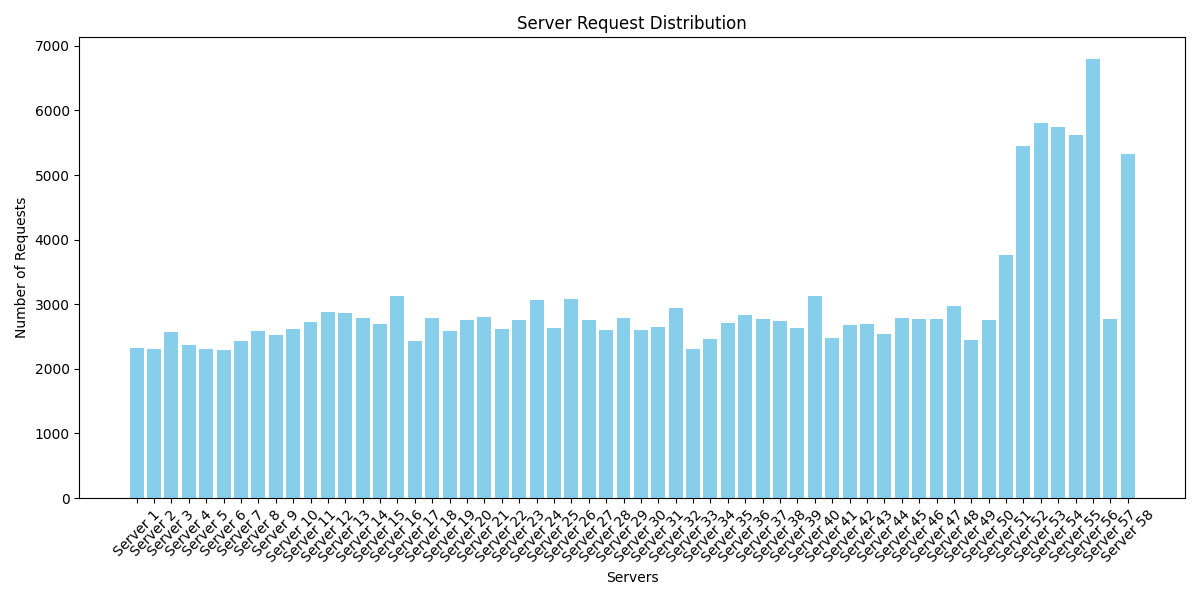 Server Request Distribution
7000
6000
5000
4000
3000
2000
1000
0
Number of Requests
Server 1
Server 2
Server 3
Server 4
Server 5
Server 6
Server 7
Server 8
Server 9
Server 10
Server 11
Server 12
Server 13
Server 14
Server 15
Server 16
Server 17
Server 18
Server 19
Server 20
Server 21
Server 22
Server 23
Server 24
Server 25
Server 26
Server 27
Server 28
Server 29
Server 30
Server 31
Server 32
Server 33
Server 34
Server 35
Server 36
Server 37
Server 38
Server 39
Server 40
Server 41
Server 42
Server 43
Server 44
Server 45
Server 46
Server 47
Server 48
Server 49
Server 50
Server 51
Server 52
Server 53
Server 54
Server 55
Server 56
Server 57
Server 58
Servers